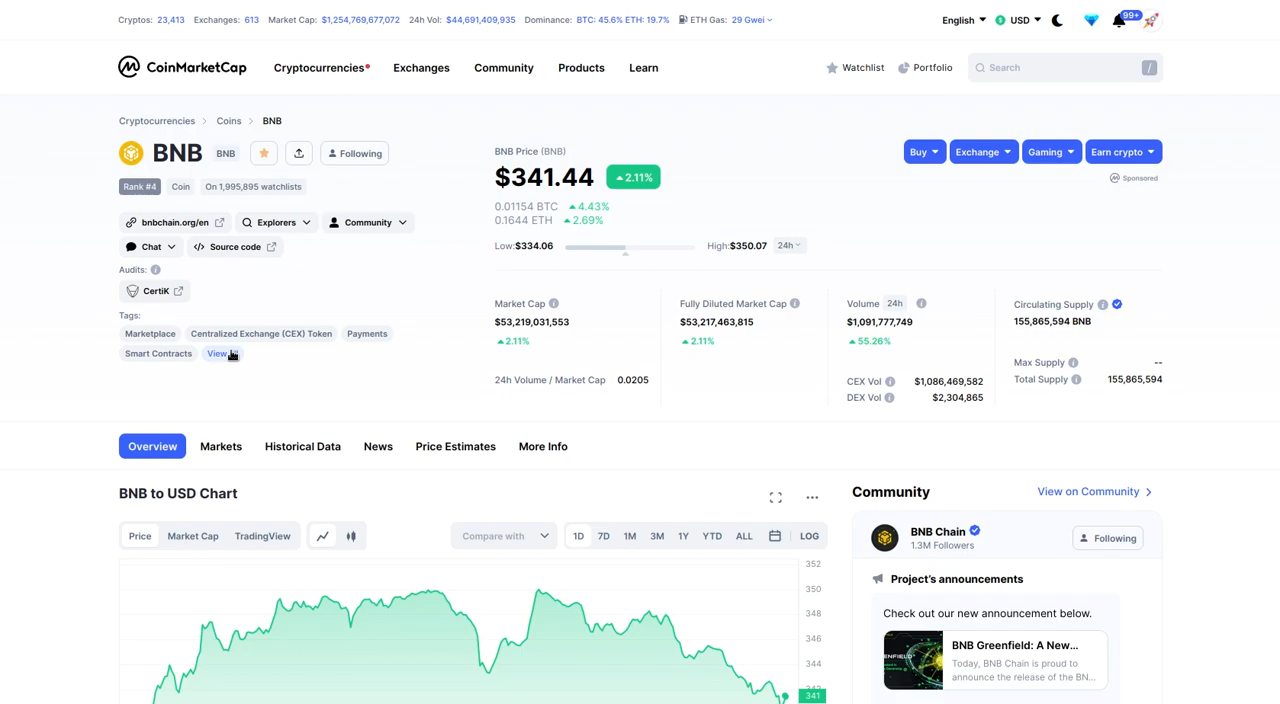 Cryptos: 23,413 Exchanges: 613 Market Cap: $1,254,769,677,072 24h Vol: $44,691,409,935 Dominance: BTC: 45.6% ETH: 19.7% ETH Gas: 29 Gwei
English USD 99+
CoinMarketCap Cryptocurrencies Exchanges Community Products Learn Watchlist Portfolio Search /
Cryptocurrencies > Coins > BNB
BNB BNB Following
Rank #4 Coin On 1,995,895 watchlists
bnbchain.org/en Explorers Community
Chat Source code
Audits:
CertiK
Tags:
Marketplace Centralized Exchange (CEX) Token Payments
Smart Contracts View
BNB Price (BNB)
$341.44 2.11%
0.01154 BTC 4.43%
0.1644 ETH 2.69%
Low:$334.06 High:$350.07 24h
Buy Exchange Gaming Earn crypto
Sponsored
Market Cap
$53,219,031,553
2.11%
24h Volume / Market Cap 0.0205
Fully Diluted Market Cap
$53,217,463,815
2.11%
Volume 24h
$1,091,777,749
55.26%
CEX Vol $1,086,469,582
DEX Vol $2,304,865
Circulating Supply
155,865,594 BNB
Max Supply --
Total Supply 155,865,594
Overview Markets Historical Data News Price Estimates More Info
BNB to USD Chart
Price Market Cap TradingView Compare with 1D 7D 1M 3M 1Y YTD ALL LOG
352
350
348
346
344
341
Community View on Community
BNB Chain
1.3M Followers
Following
Project's announcements
Check out our new announcement below.
BNB Greenfield: A New...
Today, BNB Chain is proud to
announce the release of the BN...